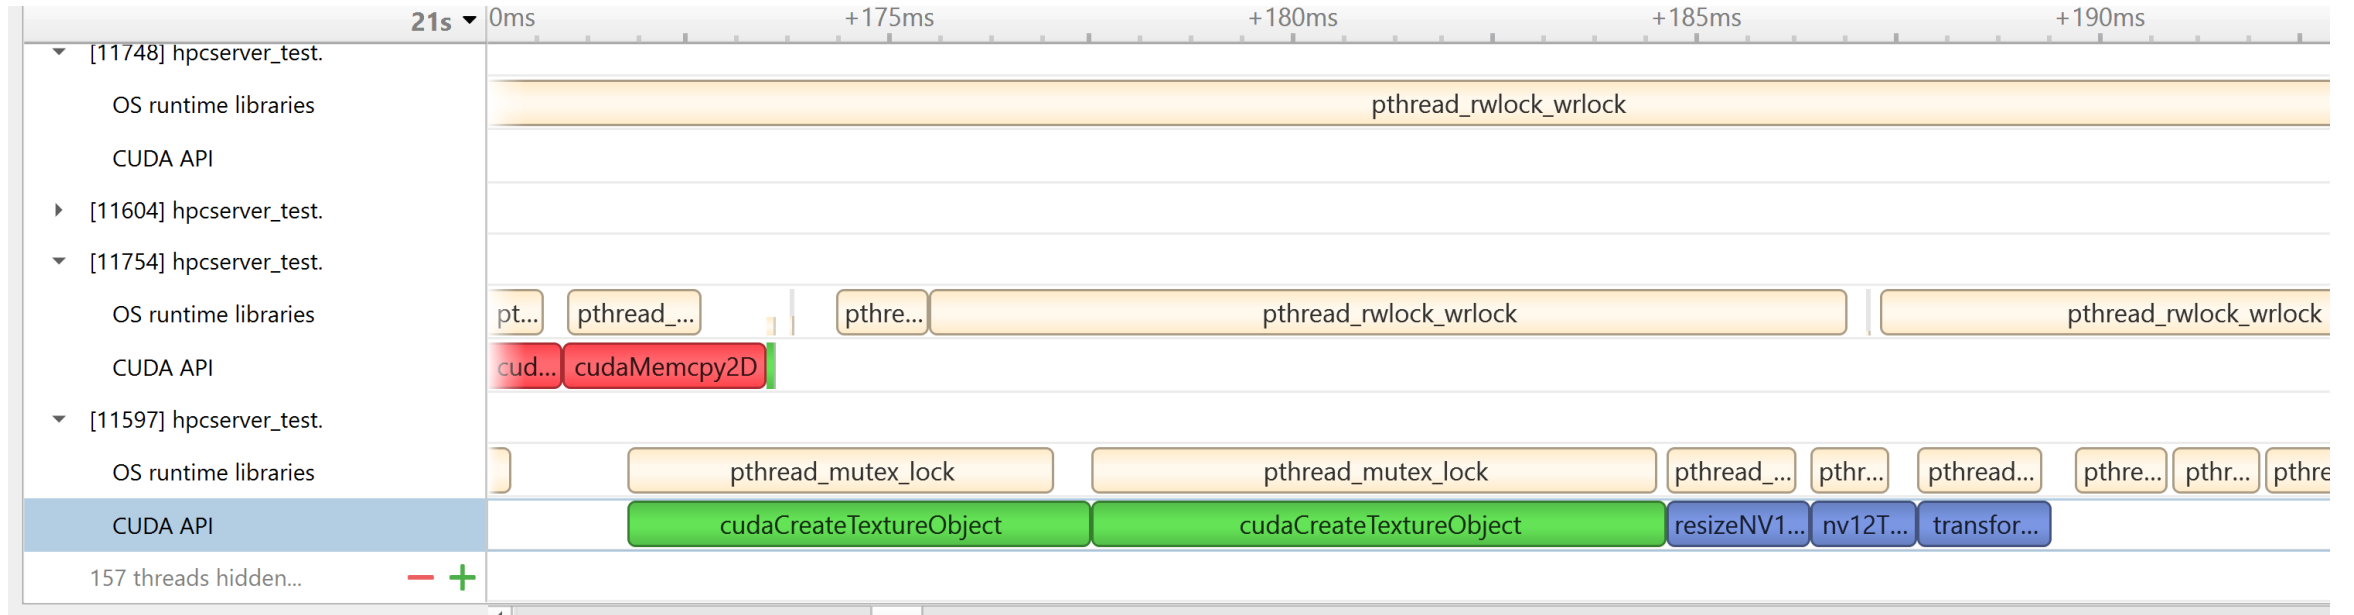 21s 0ms +175ms +180ms +185ms +190ms
[11748] hpcserver_test.
OS runtime libraries pthread_rwlock_wrlock
CUDA API
[11604] hpcserver_test.
[11754] hpcserver_test.
OS runtime libraries pt... pthread_... pthre... pthread_rwlock_wrlock pthread_rwlock_wrlock
CUDA API cud... cudaMemcpy2D
[11597] hpcserver_test.
OS runtime libraries pthread_mutex_lock pthread_mutex_lock pthread_... pthr... pthread... pthre... pthr... pthre
CUDA API cudaCreateTextureObject cudaCreateTextureObject resizeNV1... nv12T... transfor...
157 threads hidden...